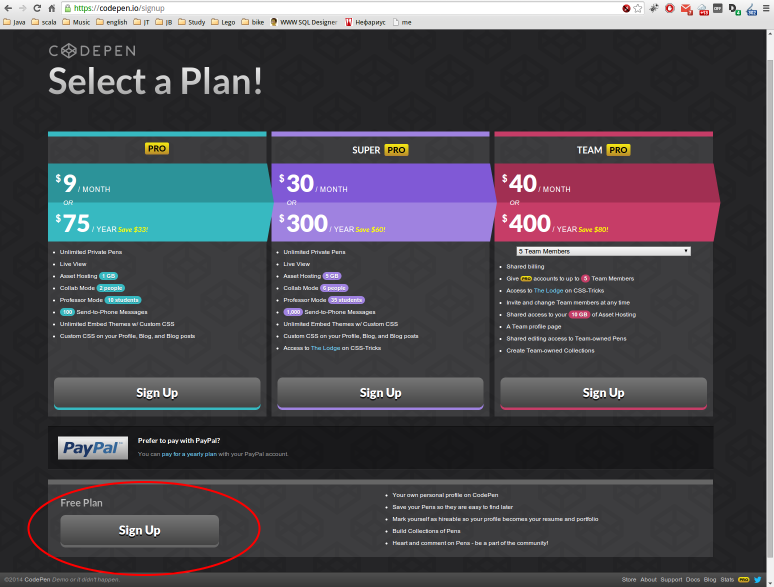 https://codepen.io/signup
Java scala Music english JT JB Study Lego bike WWW SQL Designer Нефариус me
CODEPEN
Select a Plan!
PRO
$9 / MONTH
OR
$75 / YEAR Save $33!
Unlimited Private Pens
Live View
Asset Hosting 1 GB
Collab Mode 2 people
Professor Mode 10 students
100 Send-to-Phone Messages
Unlimited Embed Themes w/ Custom CSS
Custom CSS on your Profile, Blog, and Blog posts
Sign Up
SUPER PRO
$30 / MONTH
OR
$300 / YEAR Save $60!
Unlimited Private Pens
Live View
Asset Hosting 5 GB
Collab Mode 6 people
Professor Mode 35 students
1,000 Send-to-Phone Messages
Unlimited Embed Themes w/ Custom CSS
Custom CSS on your Profile, Blog, and Blog posts
Access to The Lodge on CSS-Tricks
Sign Up
TEAM PRO
$40 / MONTH
OR
$400 / YEAR Save $80!
5 Team Members
Shared billing
Give PRO accounts to up to 5 Team Members
Access to The Lodge on CSS-Tricks
Invite and change Team members at any time
Shared access to your 10 GB of Asset Hosting
A Team profile page
Shared editing access to Team-owned Pens
Create Team-owned Collections
Sign Up
PayPal
Prefer to pay with PayPal?
You can pay for a yearly plan with your PayPal account.
Free Plan
Sign Up
Your own personal profile on CodePen
Save your Pens so they are easy to find later
Mark yourself as hireable so your profile becomes your resume and portfolio
Build Collections of Pens
Heart and comment on Pens - be a part of the community!
©2014 CodePen Demo or it didn't happen.
Store About Support Docs Blog Stats PRO